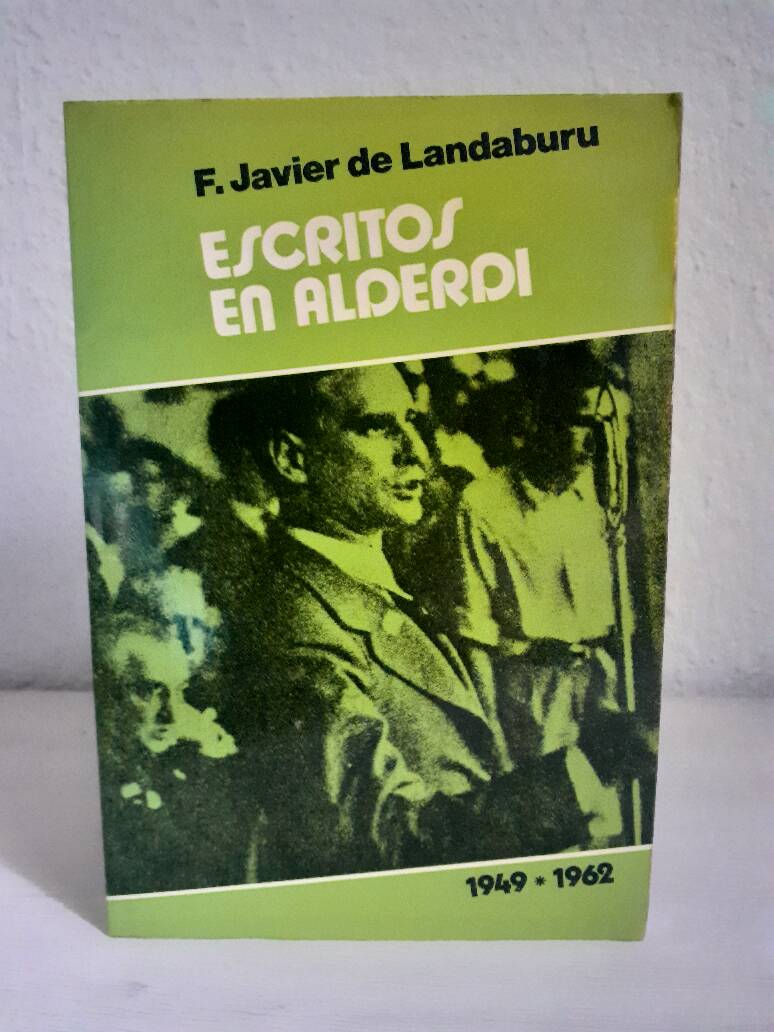 F. Javier de Landaburu
ESCRITOS
EN ALDERDI
1949 * 1962